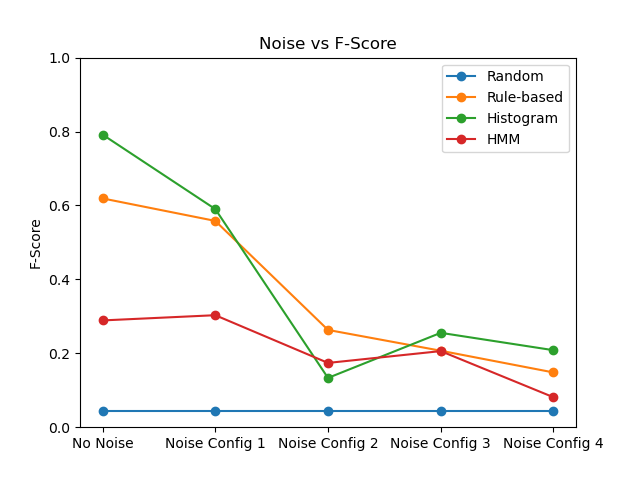 Noise vs F-Score
Random
Rule-based
Histogram
HMM
F-Score
1.0
0.8
0.6
0.4
0.2
0.0
No Noise
Noise Config 1
Noise Config 2
Noise Config 3
Noise Config 4